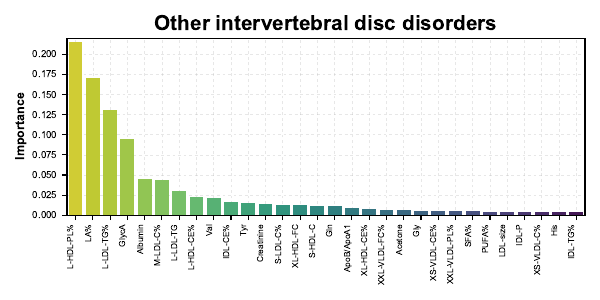 Other intervertebral disc disorders
Importance
0.200
0.175
0.150
0.125
0.100
0.075
0.050
0.025
0.000
L-HDL-PL%
LA%
L-LDL-TG%
GlycA
Albumin
M-LDL-C%
L-LDL-TG
L-HDL-CE%
Val
IDL-CE%
Tyr
Creatinine
S-LDL-C%
XL-HDL-FC
S-HDL-C
Gln
ApoB/ApoA1
XL-HDL-CE%
XXL-VLDL-FC%
Acetone
Gly
XS-VLDL-CE%
XXL-VLDL-PL%
SFA%
PUFA%
LDL-size
IDL-P
XS-VLDL-C%
His
IDL-TG%